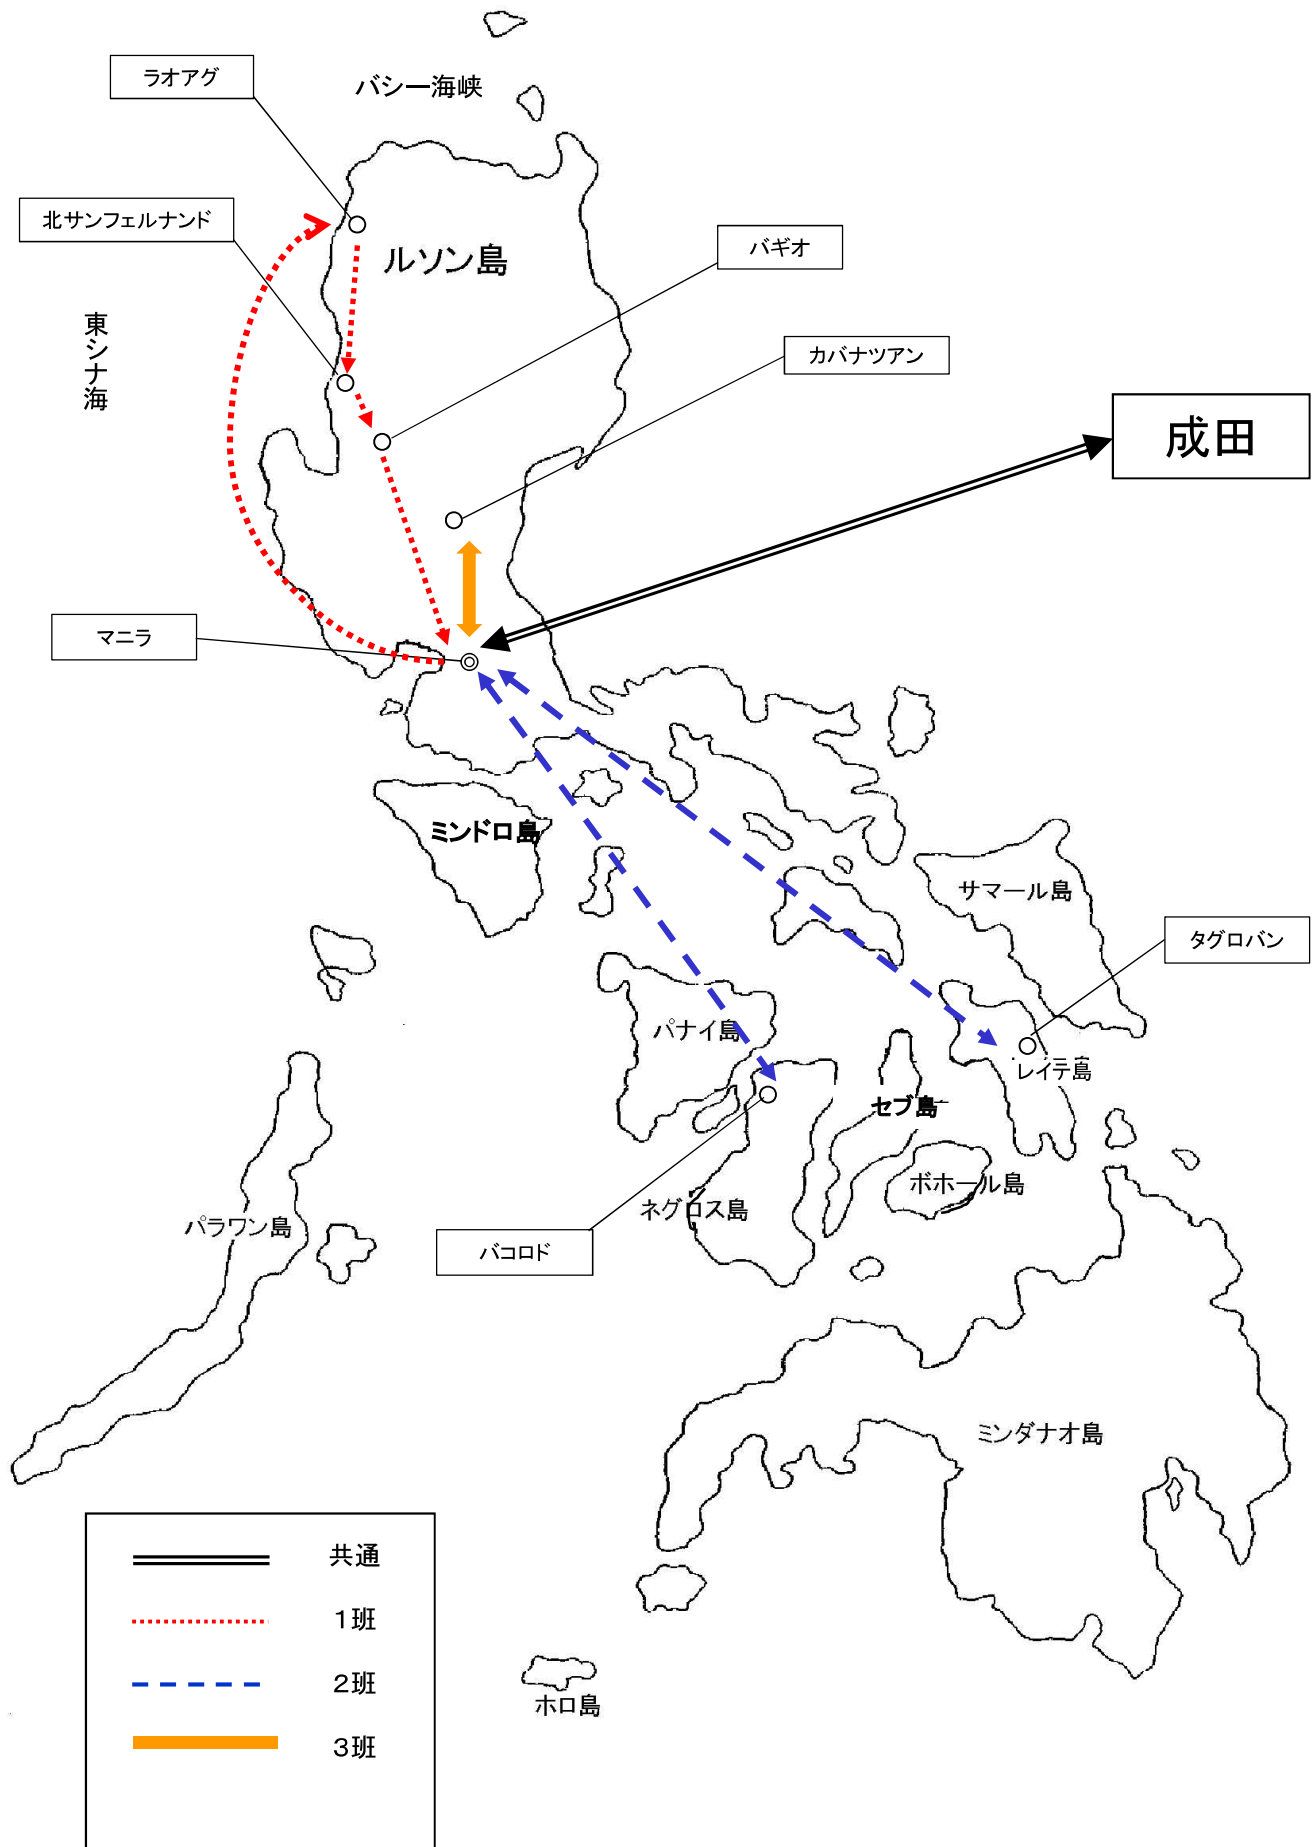 ラオアグ
バシー海峡
北サンフェルナンド
ルソン島
バギオ
東シナ海
カバナツアン
成田
マニラ
ミンドロ島
サマール島
タグロバン
パナイ島
レイテ島
セブ島
ボホール島
ネグロス島
パラワン島
バコロド
ミンダナオ島
共通
1班
2班
ホロ島
3班